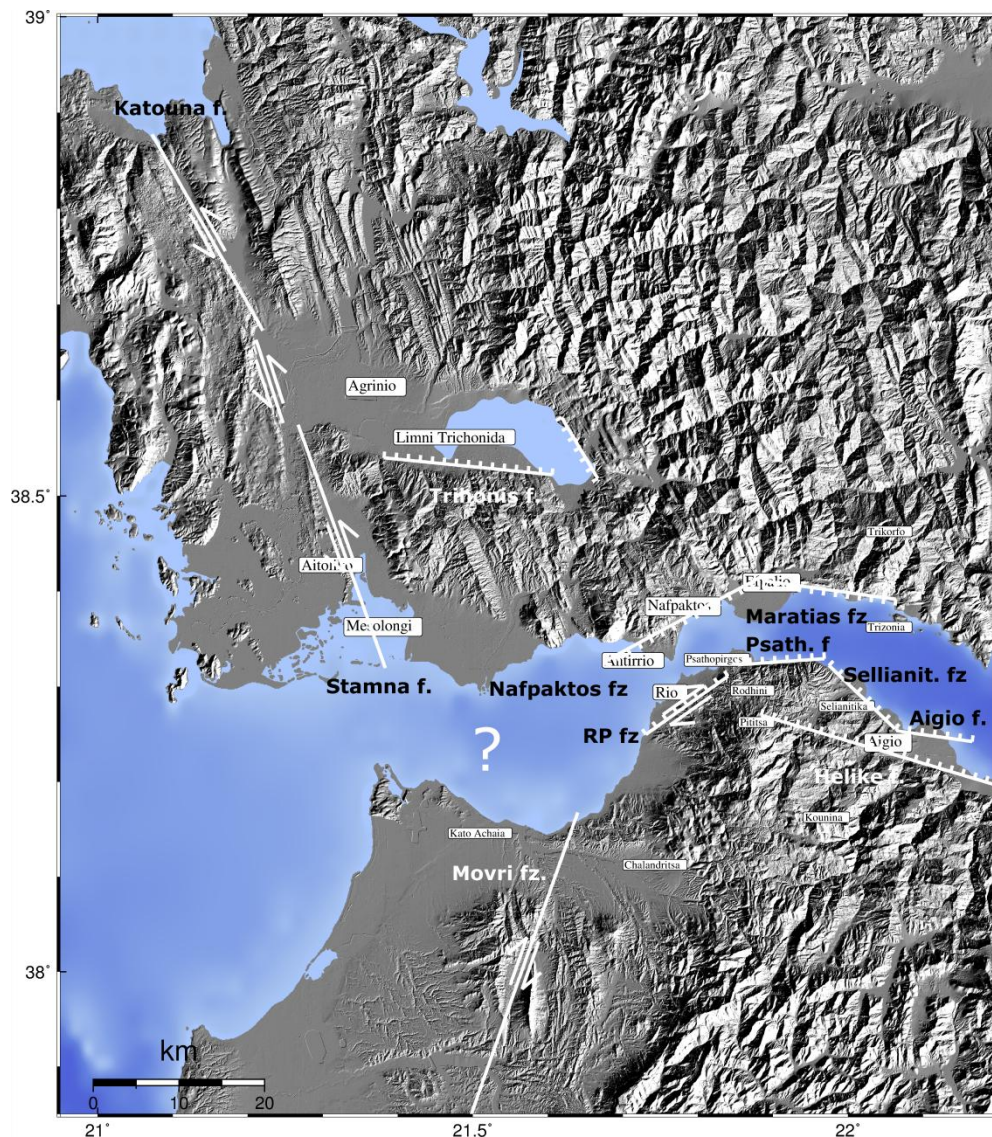 39°
Katouna f.
Agrinio
Limni Trichonida
Trihonis f.
38.5°
Trikorfo
Nafpaktos
Maratias fz
Trizonia
Psath. f
Mesolongi
Antirrio
Psathopirgos
Sellianit. fz
Stamna f.
Nafpaktos fz
Rio
Rodhini
Selianitika
Pititsa
Aigio f.
RP fz
?
Aigio
Helike f.
Kounina
Kato Achaia
Movri fz.
Chalandritsa
38°
km
0 10 20
21° 21.5° 22°